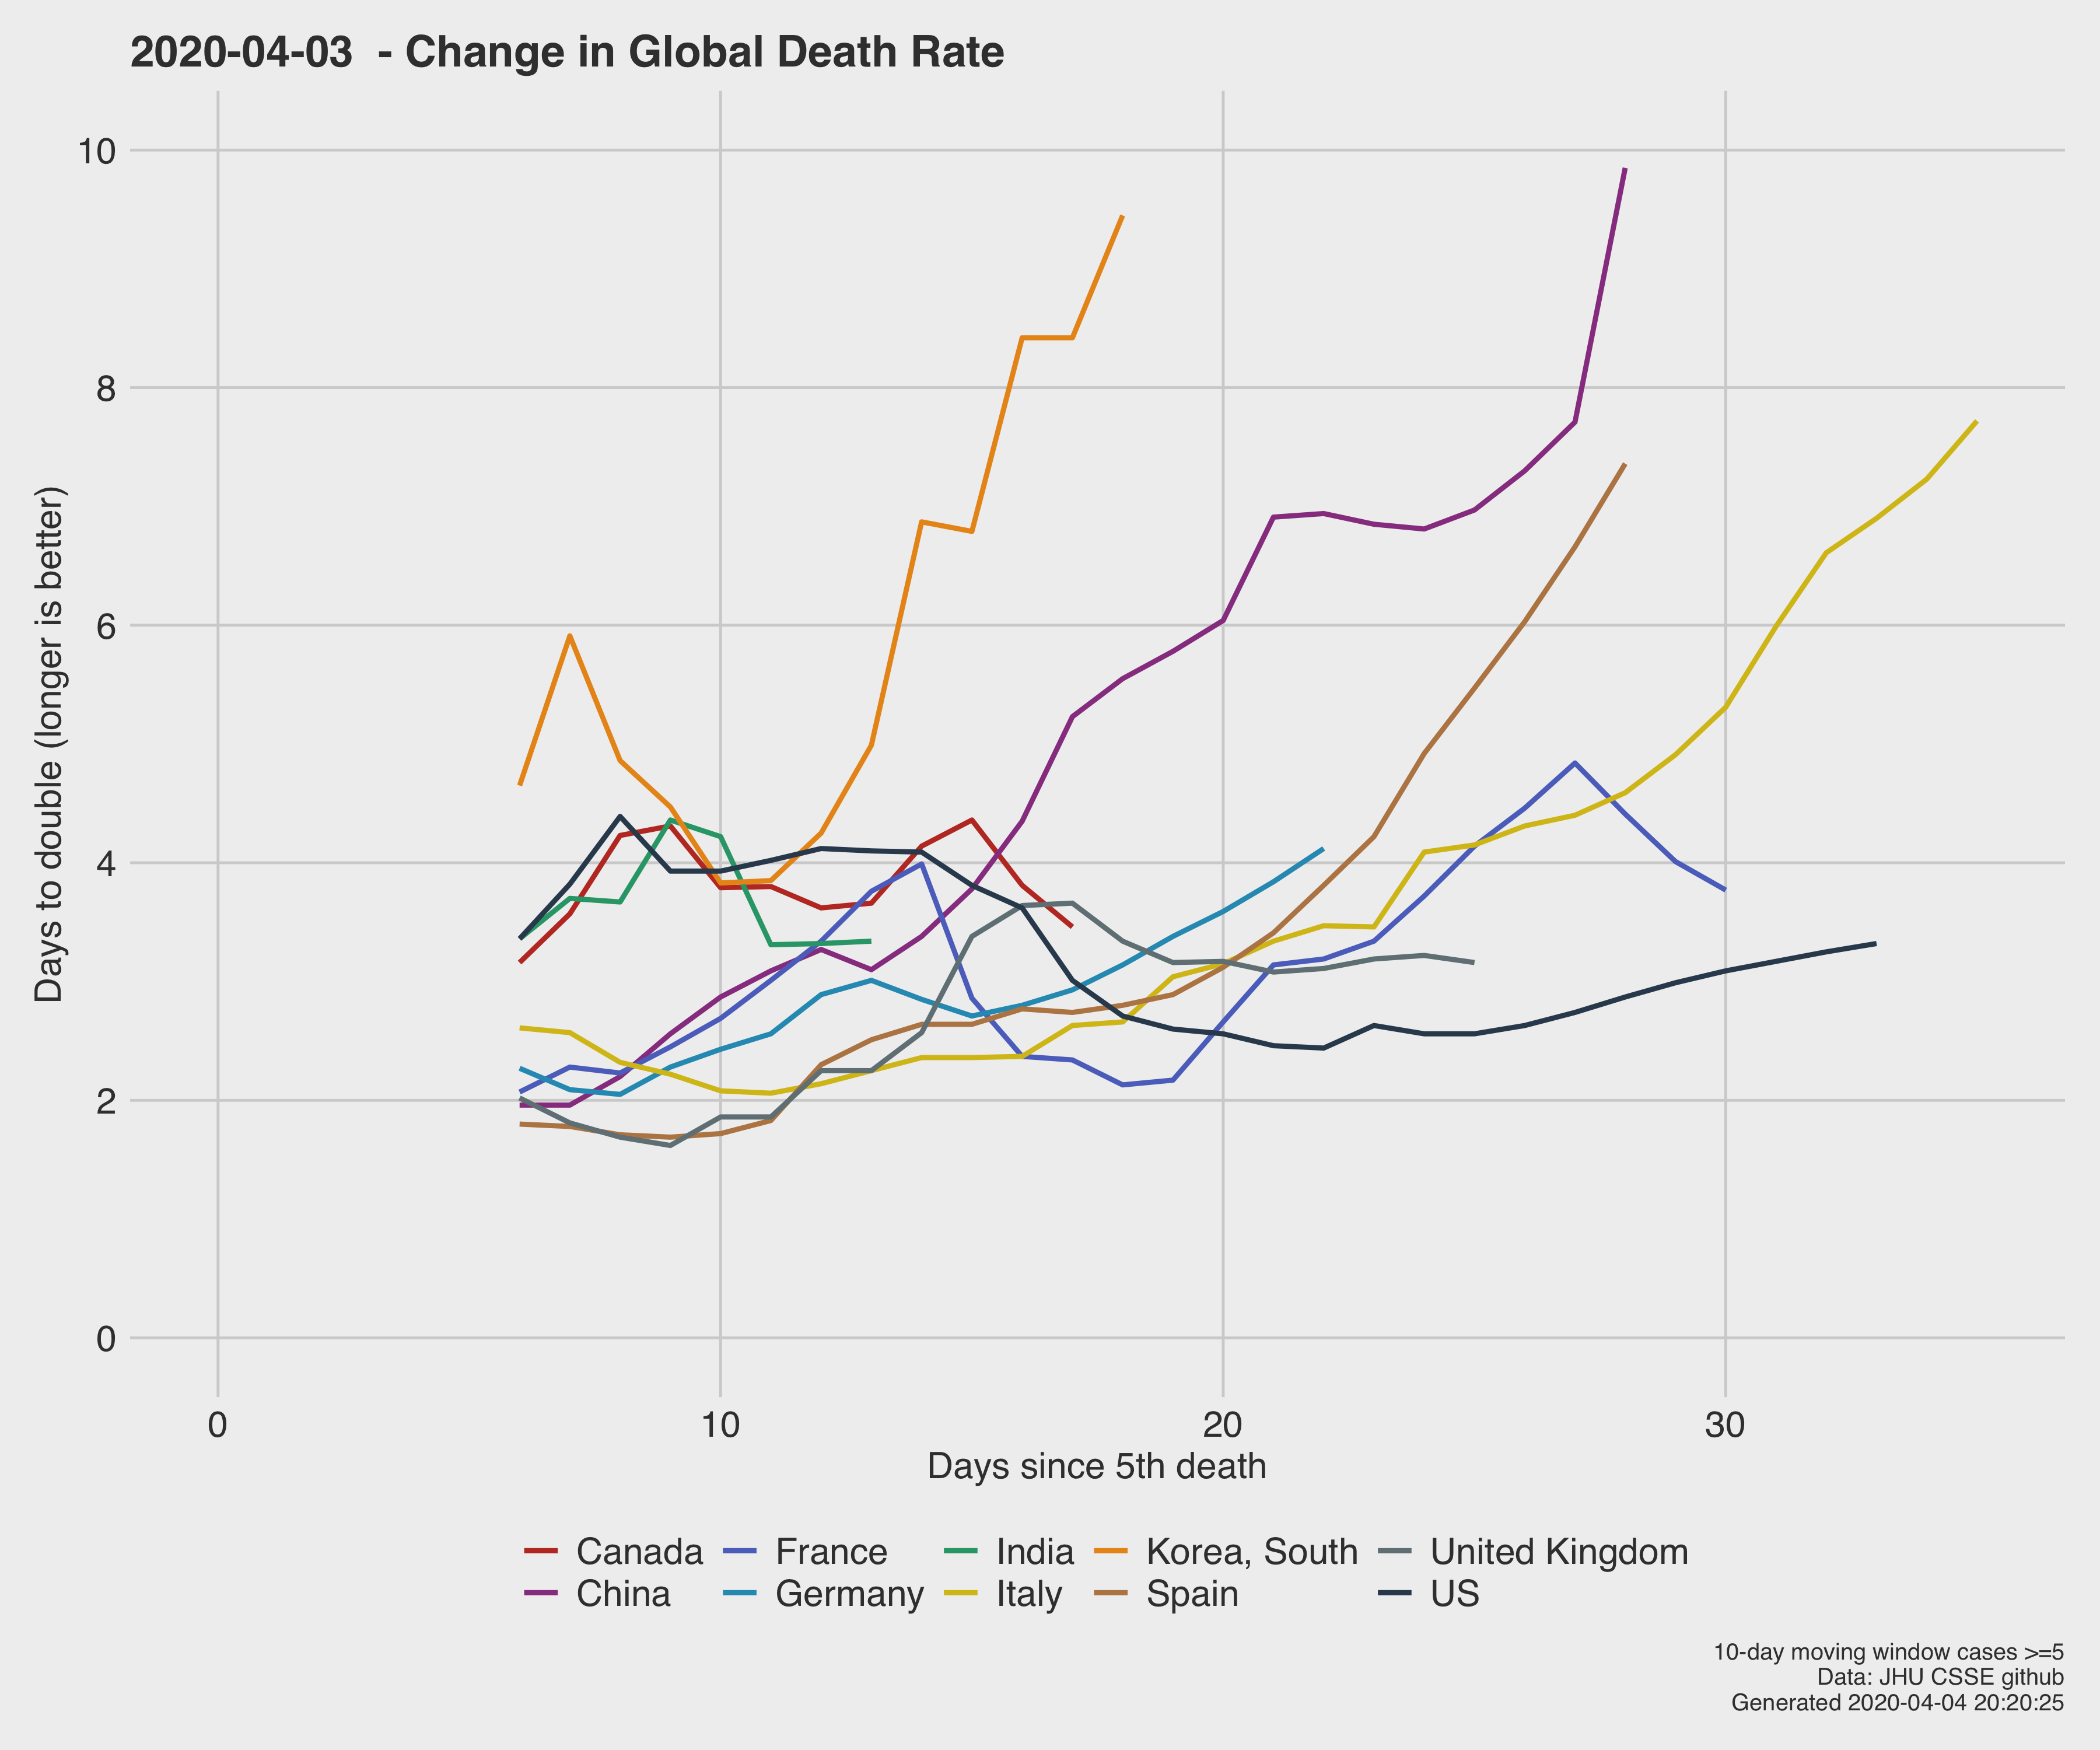 2020-04-03  - Change in Global Death Rate
Days to double (longer is better)
10
8
6
4
2
0
0 10 20 30
Days since 5th death
Canada France India Korea, South United Kingdom
China Germany Italy Spain US
10-day moving window cases >=5
Data: JHU CSSE github
Generated 2020-04-04 20:20:25